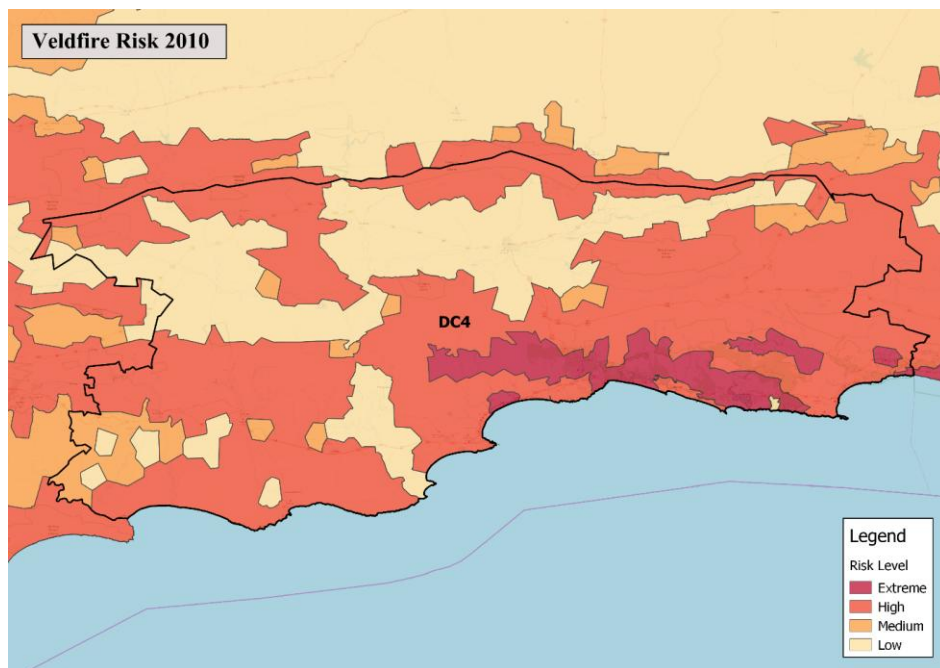 Veldfire Risk 2010
DC4
Legend
Risk Level
Extreme
High
Medium
Low